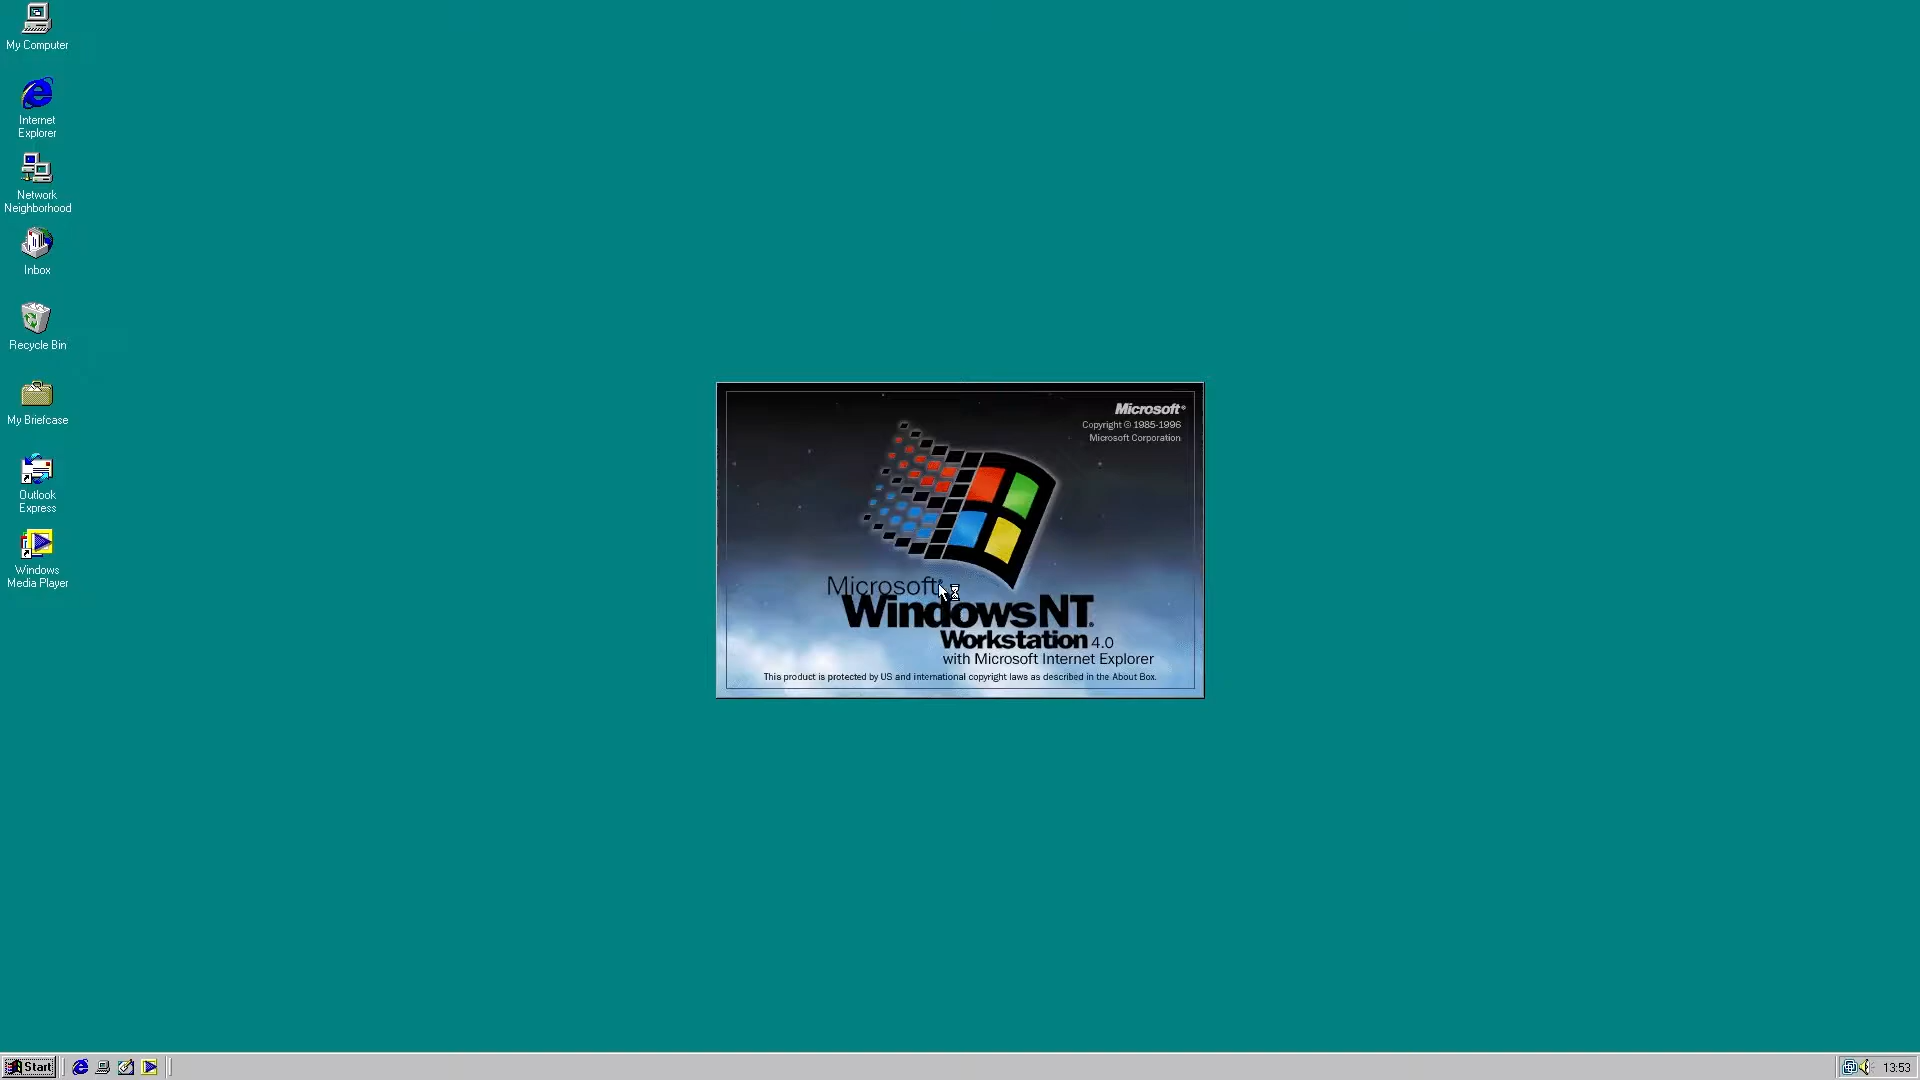 My Computer
Internet
Explorer
Network
Neighborhood
Inbox
Recycle Bin
My Briefcase
Outlook
Express
Windows
Media Player
Microsoft®
Copyright © 1985-1996
Microsoft Corporation
Microsoft®
WindowsNT®
Workstation 4.0
with Microsoft Internet Explorer
This product is protected by US and international copyright laws as described in the About Box.
Start
13:53